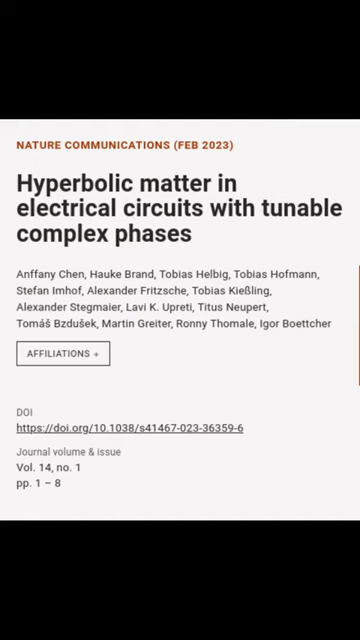 NATURE COMMUNICATIONS (FEB 2023)
Hyperbolic matter in
electrical circuits with tunable
complex phases
Anffany Chen, Hauke Brand, Tobias Helbig, Tobias Hofmann,
Stefan Imhof, Alexander Fritzsche, Tobias Kießling,
Alexander Stegmaier, Lavi K. Upreti, Titus Neupert,
Tomáš Bzdušek, Martin Greiter, Ronny Thomale, Igor Boettcher
AFFILIATIONS +
DOI
https://doi.org/10.1038/s41467-023-36359-6
Journal volume & issue
Vol. 14, no. 1
pp. 1 – 8